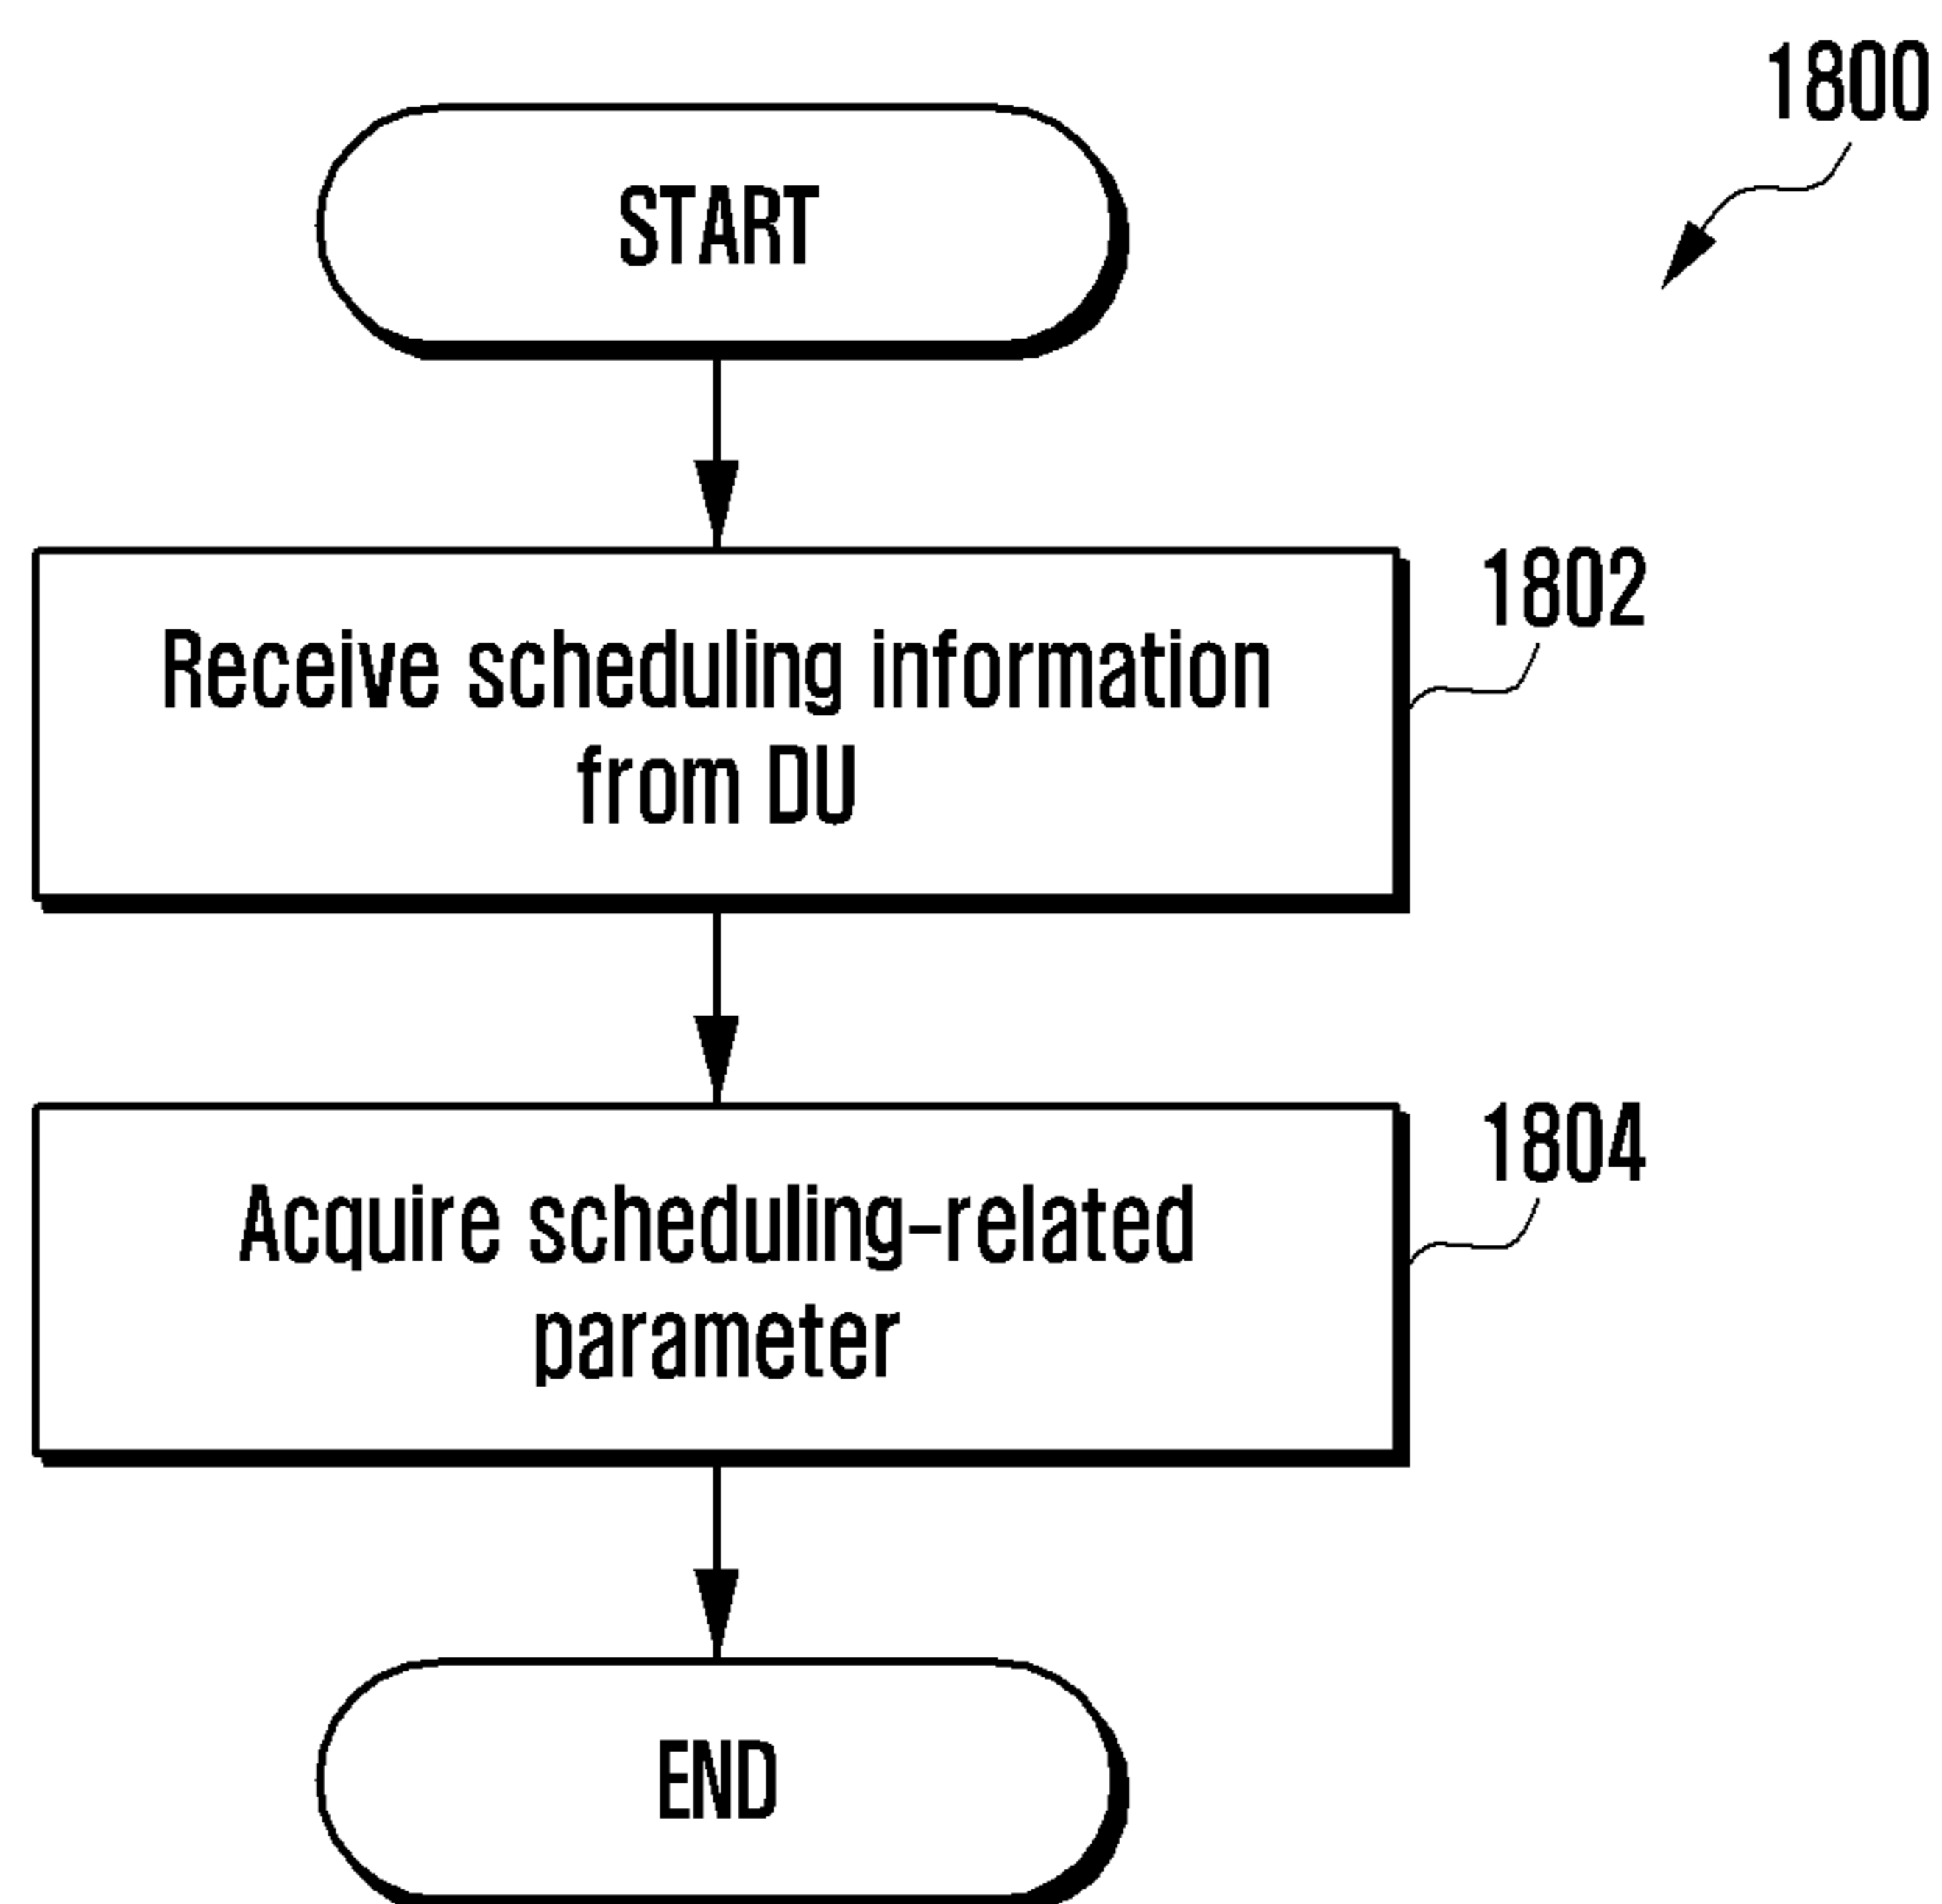 1800
START
Receive scheduling information
from DU
1802
Acquire scheduling-related
parameter
1804
END